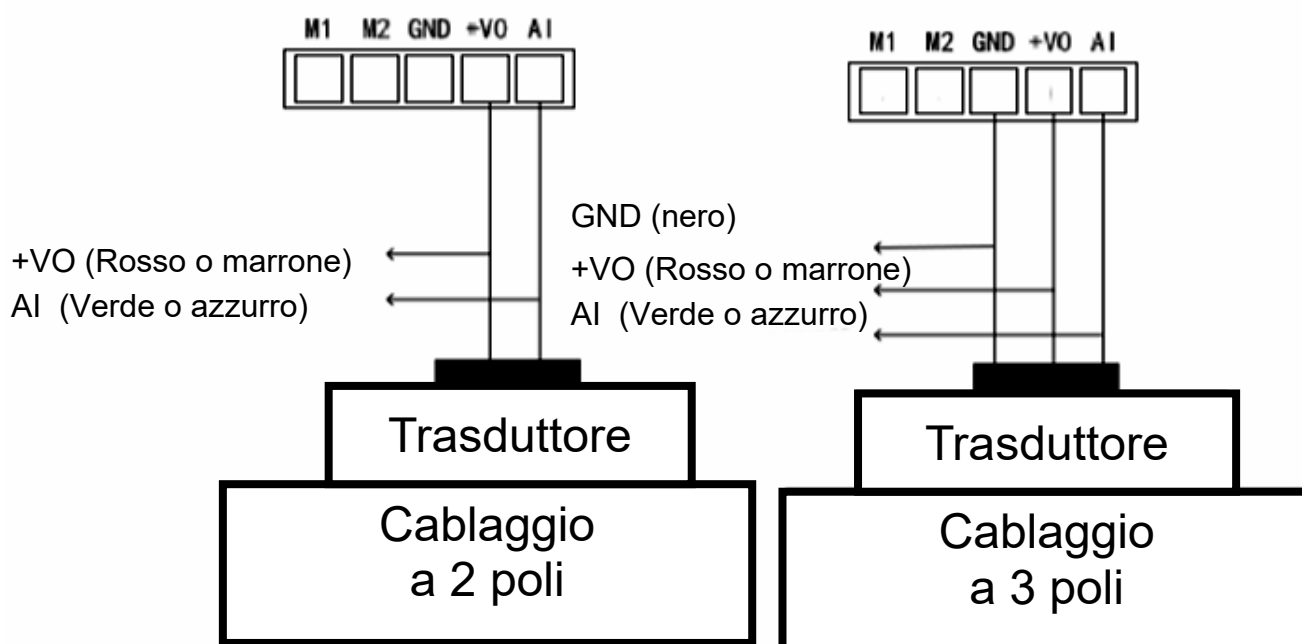 M1 M2 GND +VO AI
+VO (Rosso o marrone)
AI (Verde o azzurro)
Trasduttore
Cablaggio
a 2 poli
M1 M2 GND +VO AI
GND (nero)
+VO (Rosso o marrone)
AI (Verde o azzurro)
Trasduttore
Cablaggio
a 3 poli